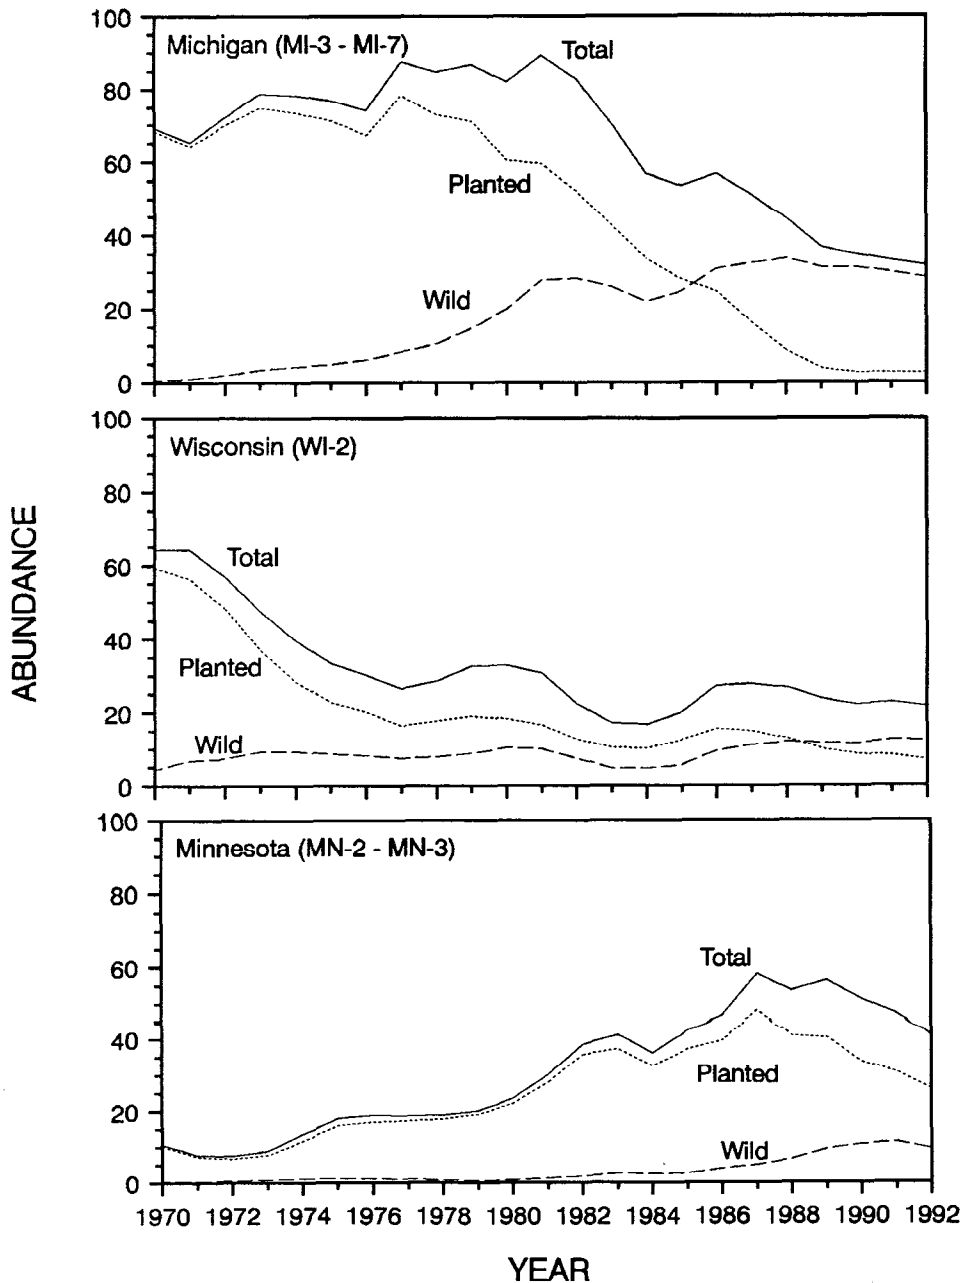 100
Michigan (MI-3 - MI-7)
Total
80
Planted
60
40
Wild
20
0
100
Wisconsin (WI-2)
80
Total
60
40
Planted
20
Wild
0
ABUNDANCE
100
Minnesota (MN-2 - MN-3)
80
Total
60
40
Planted
20
Wild
0
1970 1972 1974 1976 1978 1980 1982 1984 1986 1988 1990 1992
YEAR